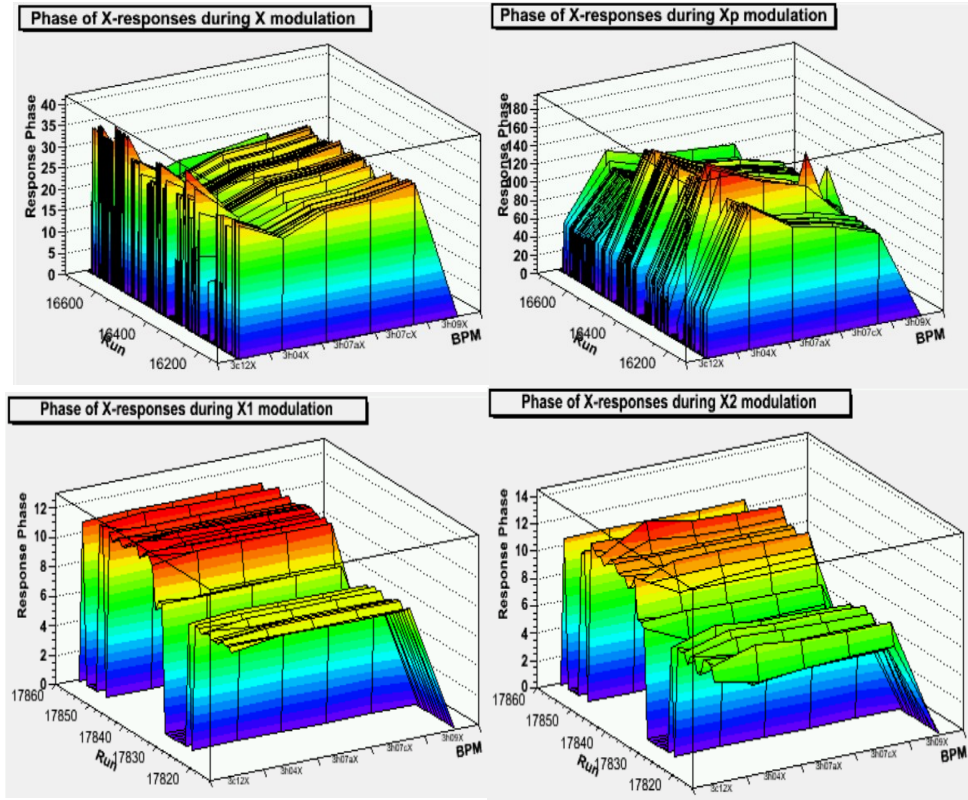 Phase of X-responses during X modulation
Response Phase
40
35
30
25
20
15
10
5
0
16600
16400
16200
Run
3c12X
3h04X
3h07aX
3h07cX
3h09X
BPM
Phase of X-responses during Xp modulation
Response Phase
180
160
140
120
100
80
60
40
20
0
16600
16400
16200
Run
3c12X
3h04X
3h07aX
3h07cX
3h09X
BPM
Phase of X-responses during X1 modulation
Response Phase
12
10
8
6
4
2
0
17860
17850
17840
17830
17820
Run
3c12X
3h04X
3h07aX
3h07cX
3h09X
BPM
Phase of X-responses during X2 modulation
Response Phase
14
12
10
8
6
4
2
0
17860
17850
17840
17830
17820
Run
3c12X
3h04X
3h07aX
3h07cX
3h09X
BPM